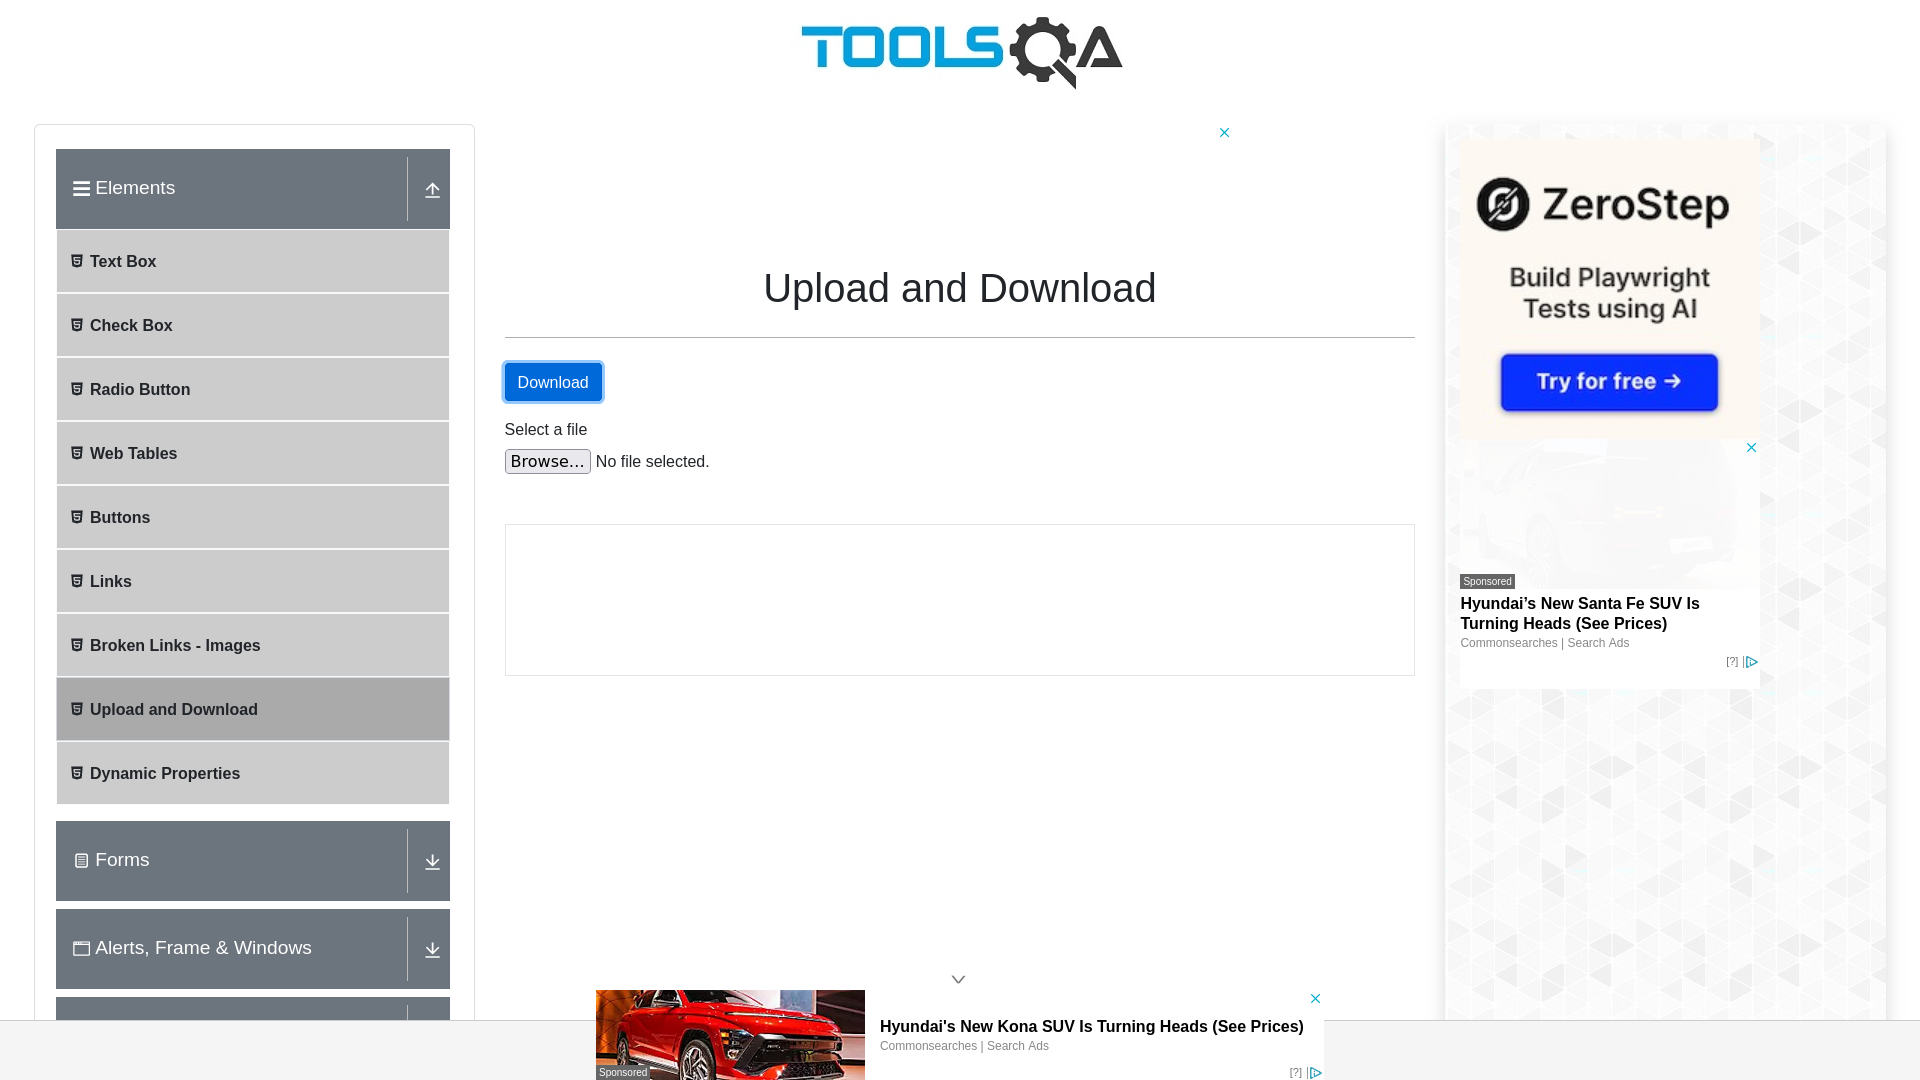 TOOLSQA
Elements
Text Box
Check Box
Radio Button
Web Tables
Buttons
Links
Broken Links - Images
Upload and Download
Dynamic Properties
Forms
Alerts, Frame & Windows
Upload and Download
Download
Select a file
Browse... No file selected.
ZeroStep
Build Playwright
Tests using AI
Try for free →
Sponsored
Hyundai’s New Santa Fe SUV Is
Turning Heads (See Prices)
Commonsearches | Search Ads
[?]
Hyundai's New Kona SUV Is Turning Heads (See Prices)
Commonsearches | Search Ads
Sponsored
[?]